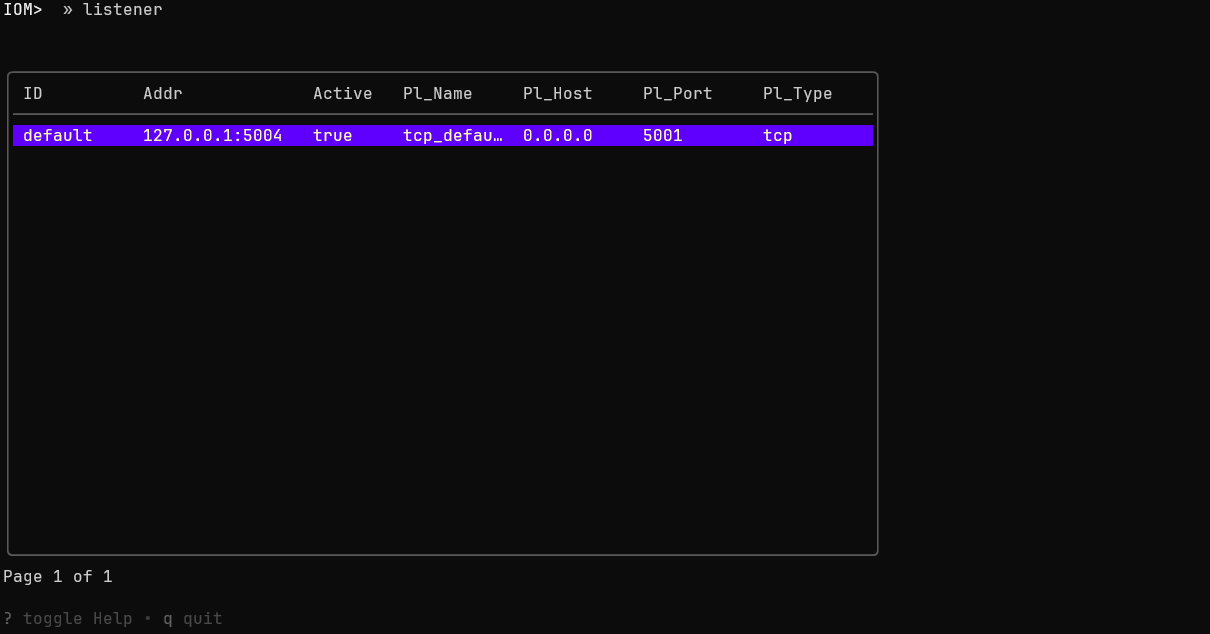 IOM>  » listener
ID Addr Active Pl_Name Pl_Host Pl_Port Pl_Type
default 127.0.0.1:5004 true tcp_defau… 0.0.0.0 5001 tcp
Page 1 of 1
? toggle Help • q quit